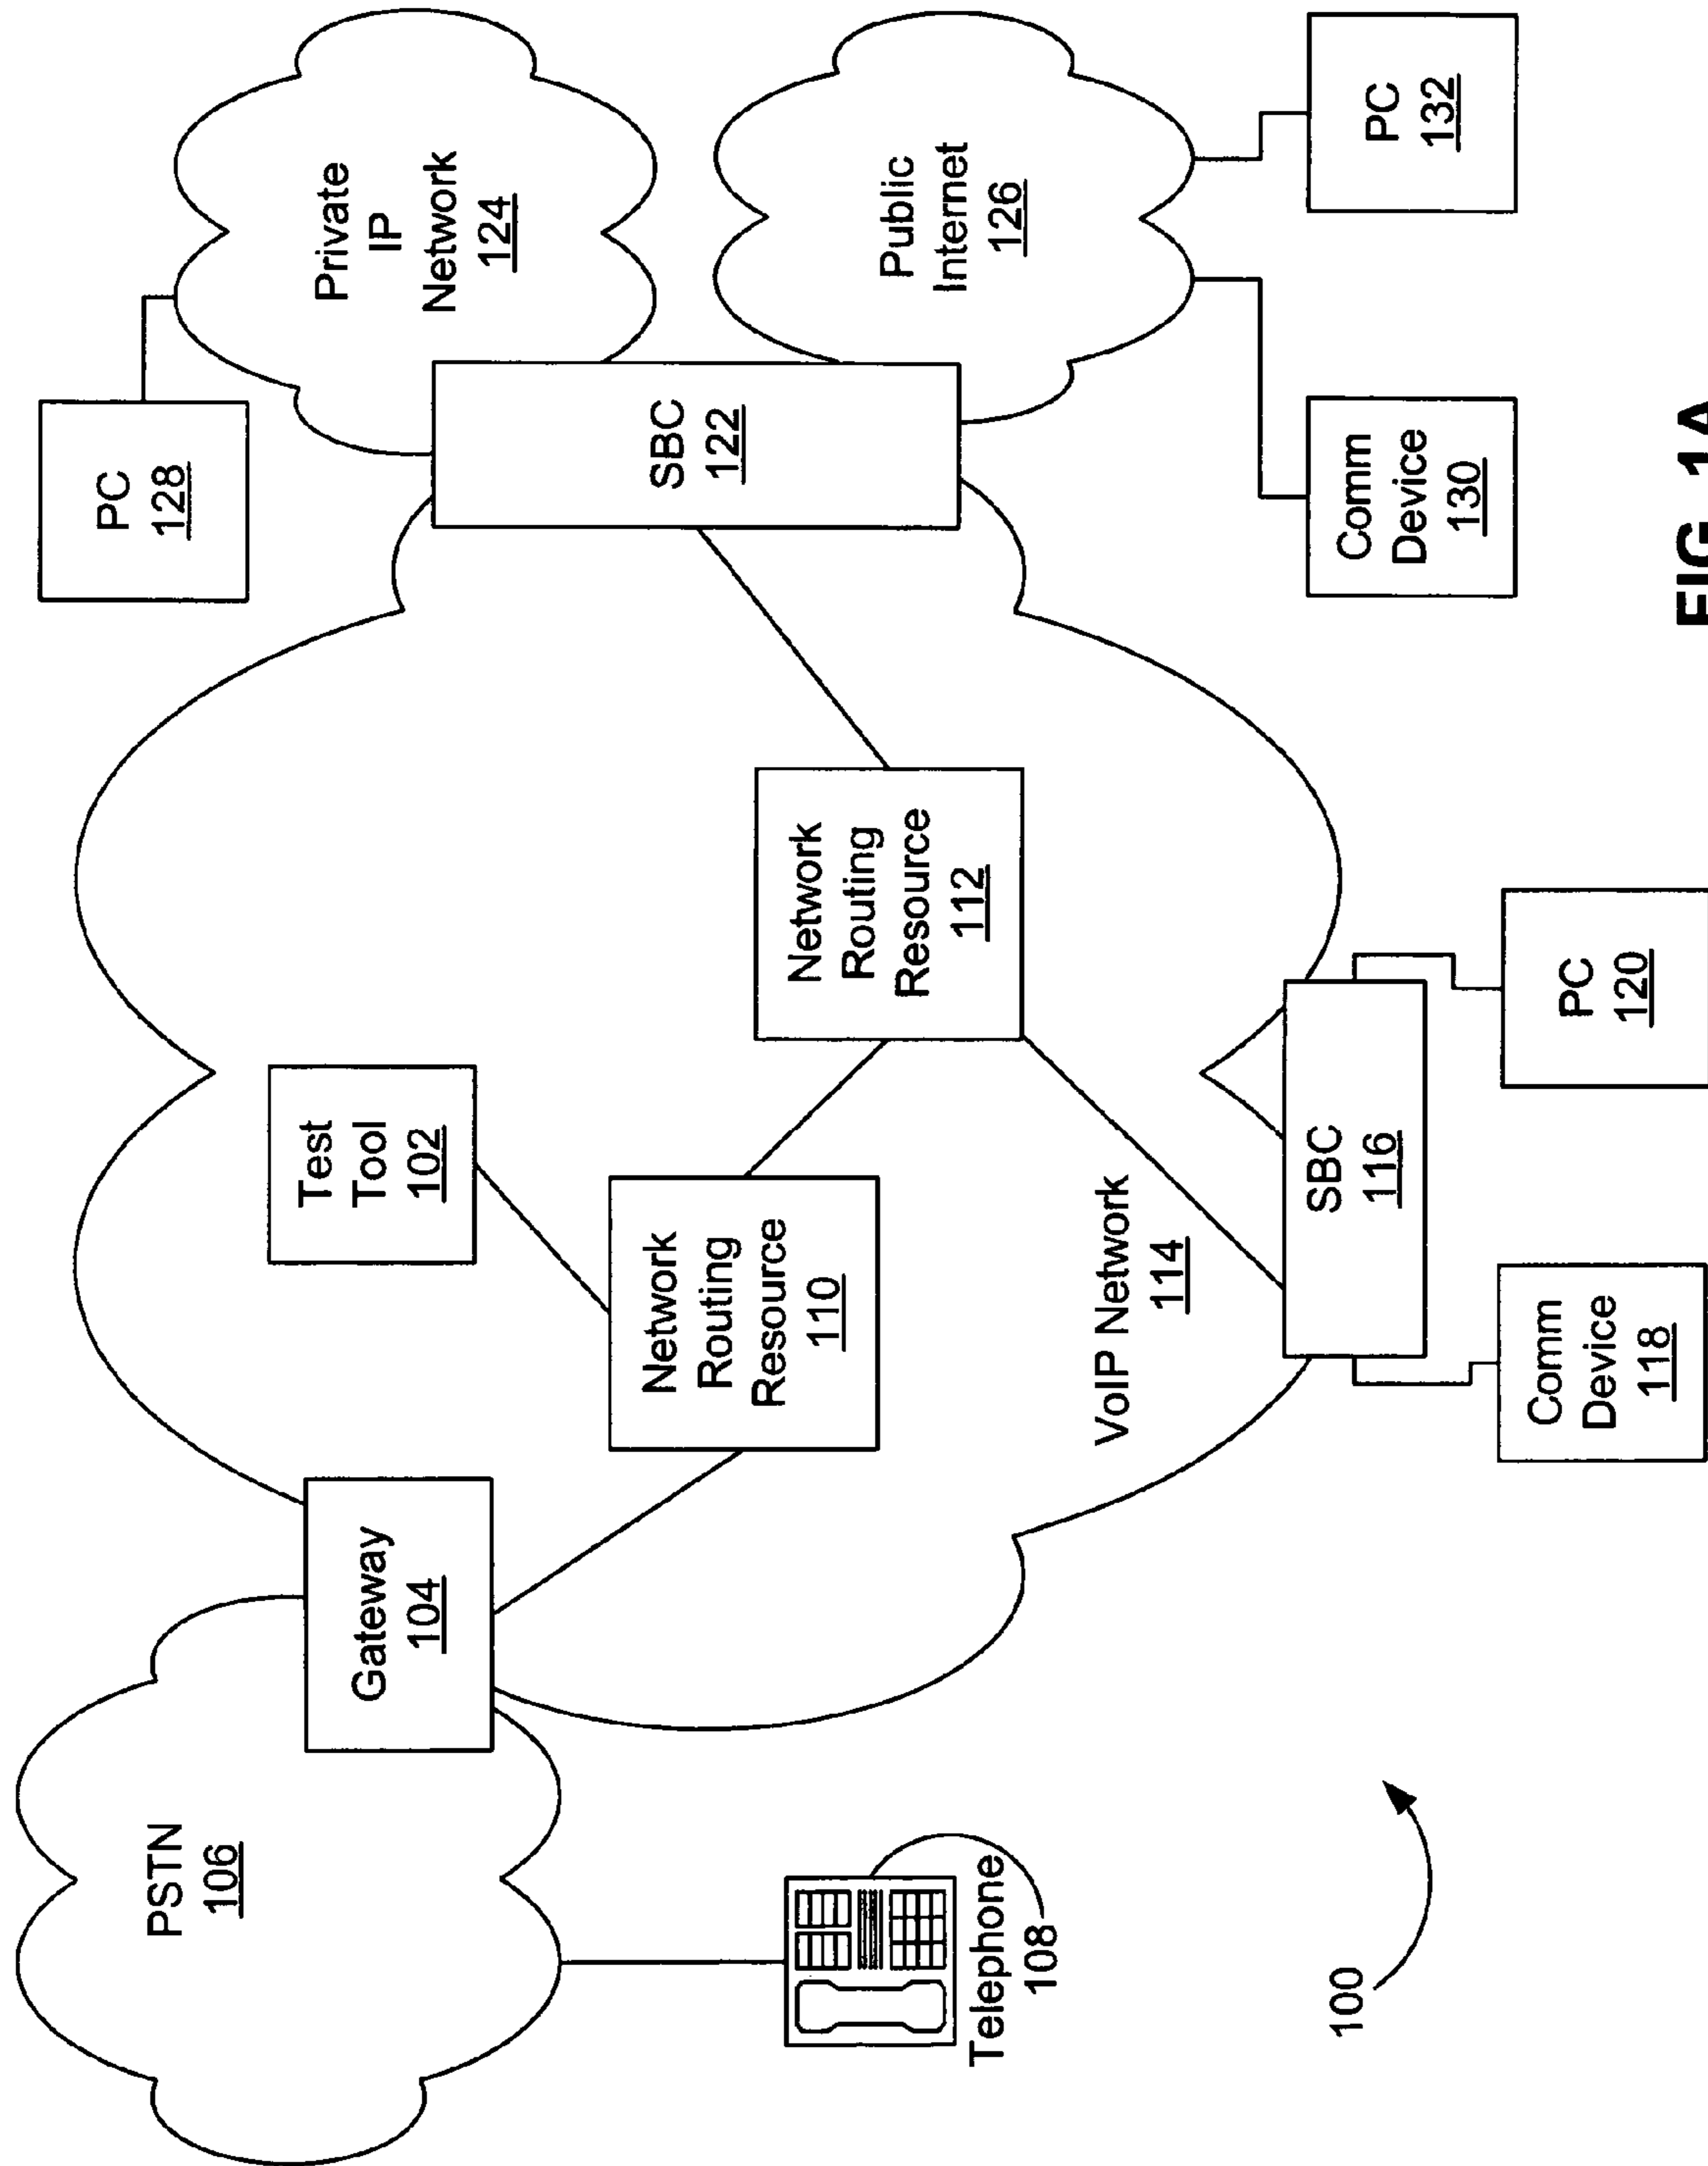 PSTN
106
Gateway
104
Telephone
108
100
Test
Tool
102
Network
Routing
Resource
110
Network
Routing
Resource
112
VoIP Network
114
SBC
116
Comm
Device
118
PC
120
SBC
122
PC
128
Private
IP
Network
124
Public
Internet
126
Comm
Device
130
PC
132
FIG. 1A